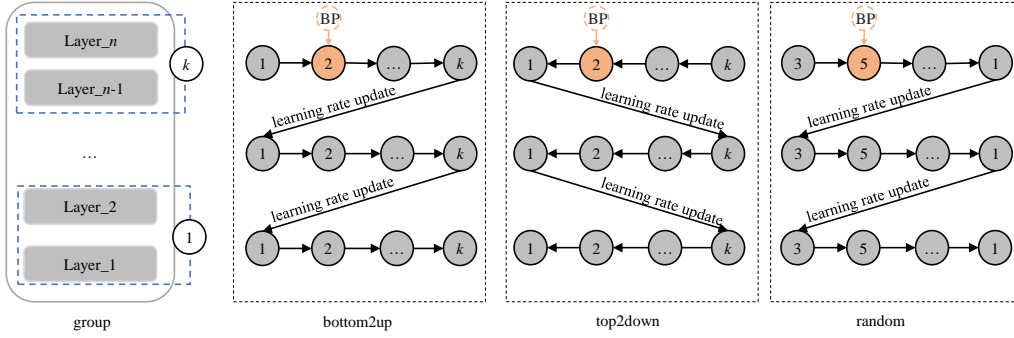 Layer_n
k
Layer_n-1
…
Layer_2
1
Layer_1
group
BP
1 2 … k
learning rate update
1 2 … k
learning rate update
1 2 … k
bottom2up
BP
1 2 … k
learning rate update
1 2 … k
learning rate update
1 2 … k
top2down
BP
3 5 … 1
learning rate update
3 5 … 1
learning rate update
3 5 … 1
random